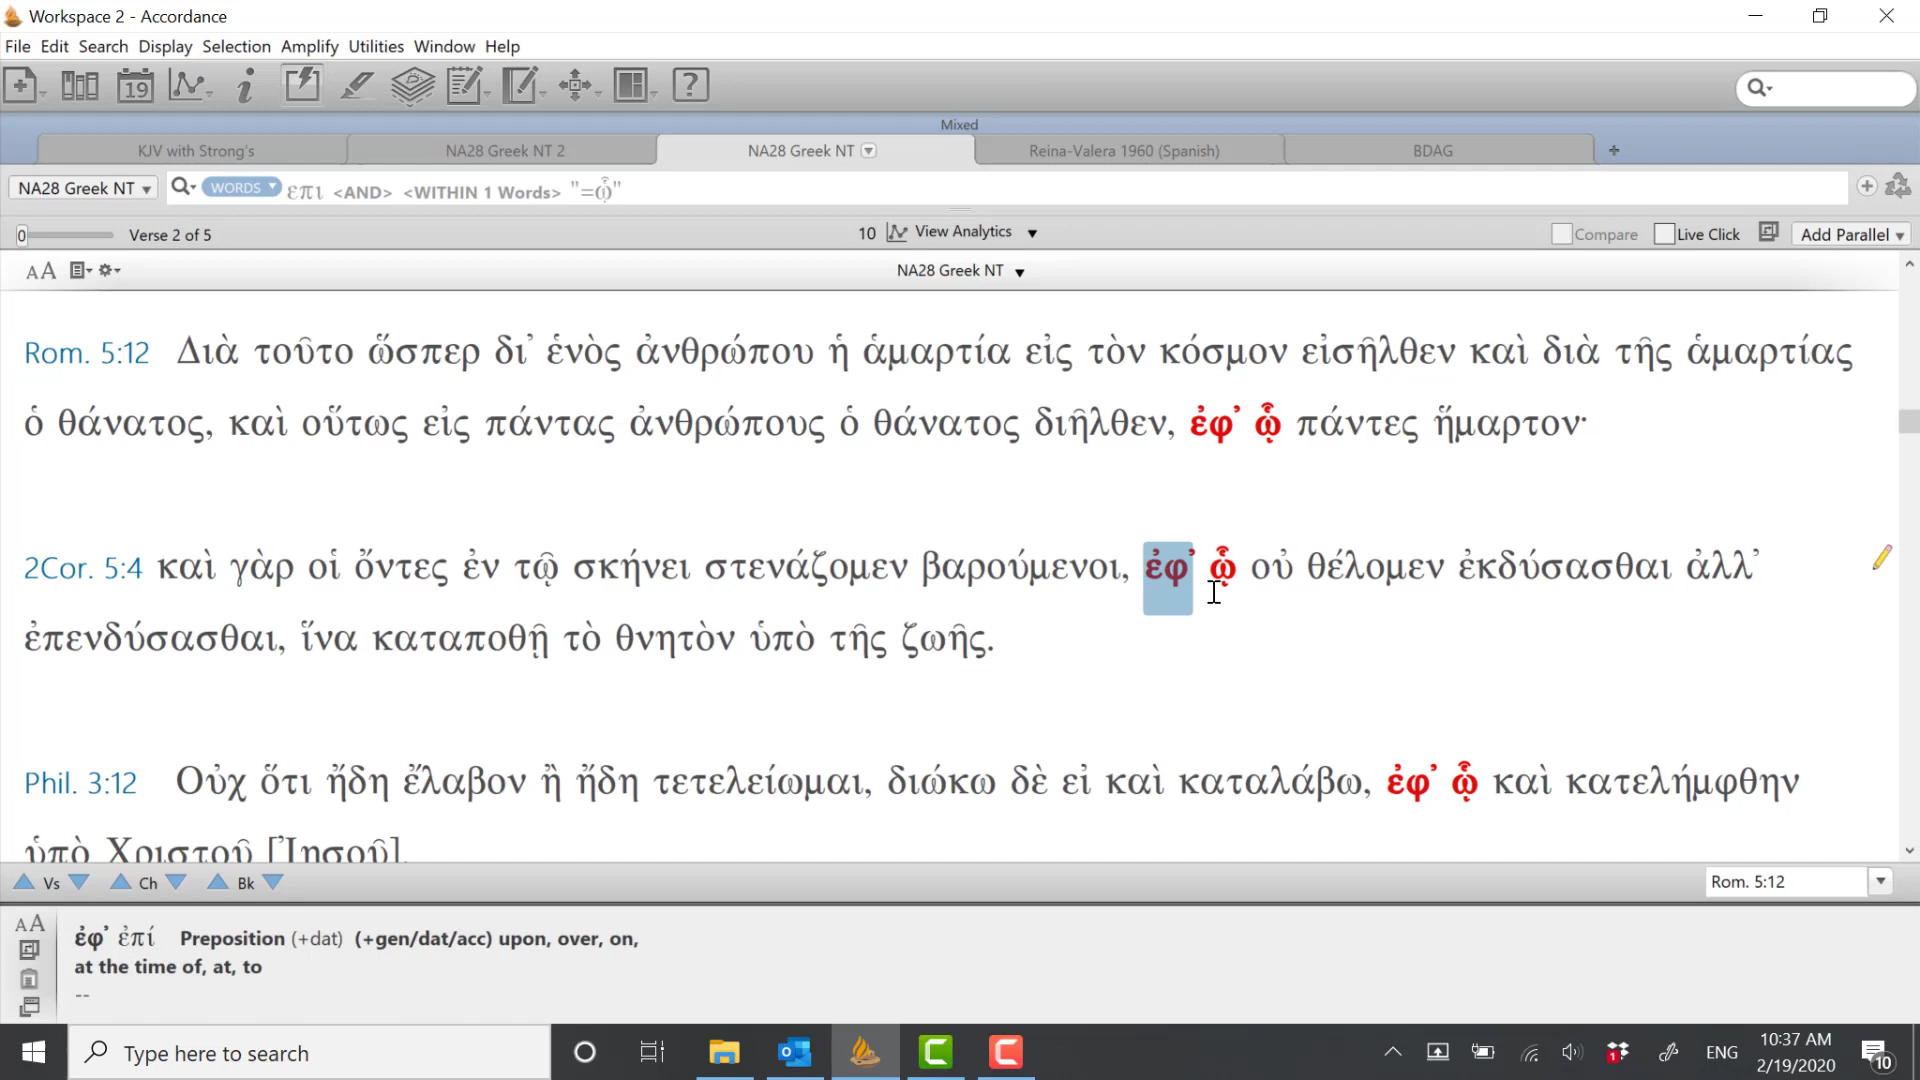 Workspace 2 - Accordance
File Edit Search Display Selection Amplify Utilities Window Help
19
Mixed
KJV with Strong's NA28 Greek NT 2 NA28 Greek NT Reina-Valera 1960 (Spanish) BDAG +
NA28 Greek NT WORDS επι <AND> <WITHIN 1 Words> "=ᾧ"
0 Verse 2 of 5 10 View Analytics Compare Live Click Add Parallel
AA NA28 Greek NT
Rom. 5:12 Διὰ τοῦτο ὥσπερ δι᾽ ἑνὸς ἀνθρώπου ἡ ἁμαρτία εἰς τὸν κόσμον εἰσῆλθεν καὶ διὰ τῆς ἁμαρτίας
ὁ θάνατος, καὶ οὕτως εἰς πάντας ἀνθρώπους ὁ θάνατος διῆλθεν, ἐφ᾽ ᾧ πάντες ἥμαρτον·
2Cor. 5:4 καὶ γὰρ οἱ ὄντες ἐν τῷ σκήνει στενάζομεν βαρούμενοι, ἐφ᾽ ᾧ οὐ θέλομεν ἐκδύσασθαι ἀλλ᾽
ἐπενδύσασθαι, ἵνα καταποθῇ τὸ θνητὸν ὑπὸ τῆς ζωῆς.
Phil. 3:12 Οὐχ ὅτι ἤδη ἔλαβον ἢ ἤδη τετελείωμαι, διώκω δὲ εἰ καὶ καταλάβω, ἐφ᾽ ᾧ καὶ κατελήμφθην
ὑπὸ Χριστοῦ [Ἰησοῦ].
Vs Ch Bk Rom. 5:12
AA ἐφ᾽ ἐπί Preposition (+dat) (+gen/dat/acc) upon, over, on,
at the time of, at, to
--
Type here to search 1 ENG 10:37 AM
2/19/2020 10